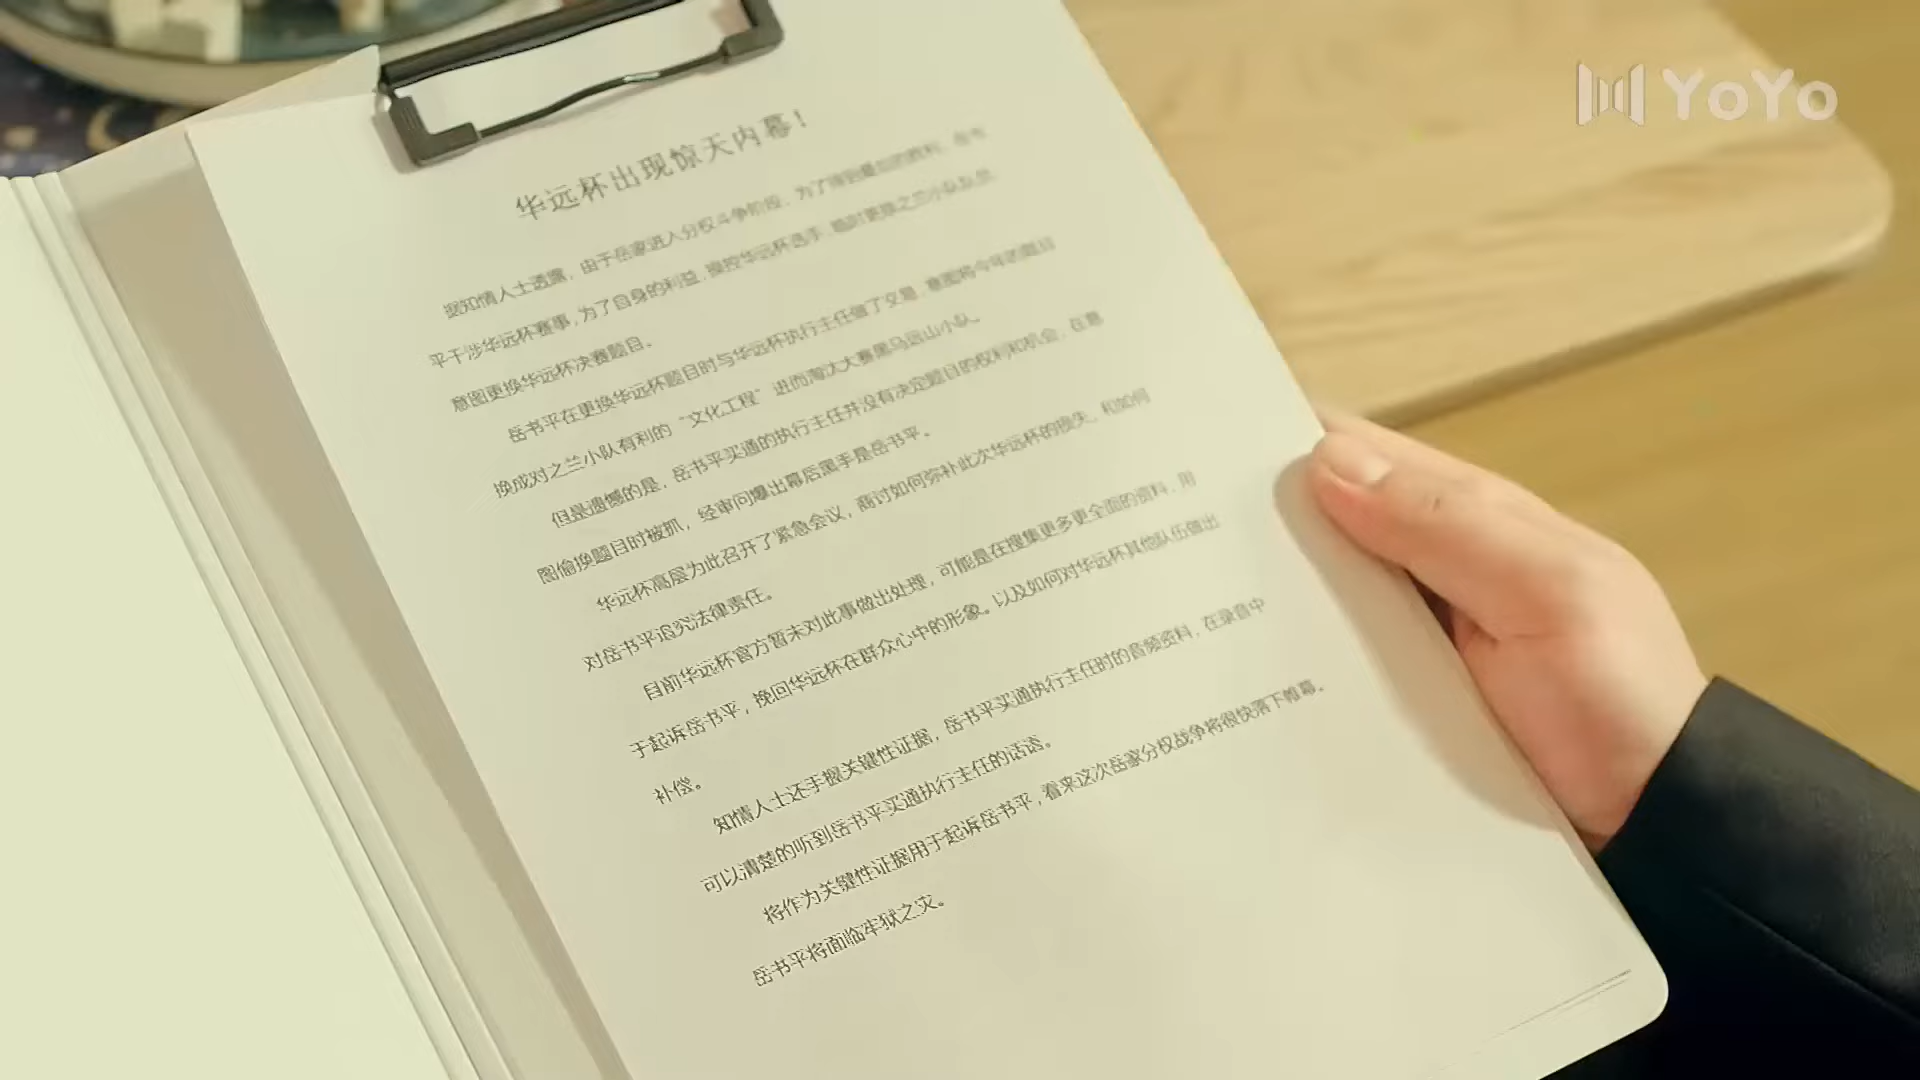 YoYo
华远杯出现惊天内幕！
据知情人士透露，由于岳家进入分权斗争阶段，为了得到最后的胜利，岳书
平干涉华远杯赛事，为了自身的利益，操控华远杯选手，临时更换之兰小队队员，
意图更换华远杯决赛题目。
岳书平在更换华远杯题目时与华远杯执行主任做了交易，意图将今年的题目
换成对之兰小队有利的“文化工程”进而淘汰大赛黑马远山小队。
但是遗憾的是，岳书平买通的执行主任并没有决定题目的权利和机会，在意
图偷换题目时被抓，经审问爆出幕后黑手是岳书平。
华远杯高层为此召开了紧急会议，商讨如何弥补此次华远杯的损失，和如何
对岳书平追究法律责任。
目前华远杯官方暂未对此事做出处理，可能是在搜集更多更全面的资料，用
于起诉岳书平，挽回华远杯在群众心中的形象。以及如何对华远杯其他队伍做出
补偿。
知情人士还手握关键性证据，岳书平买通执行主任时的音频资料，在录音中
可以清楚的听到岳书平买通执行主任的话语。
将作为关键性证据用于起诉岳书平，看来这次岳家分权战争将很快落下帷幕。
岳书平将面临牢狱之灾。